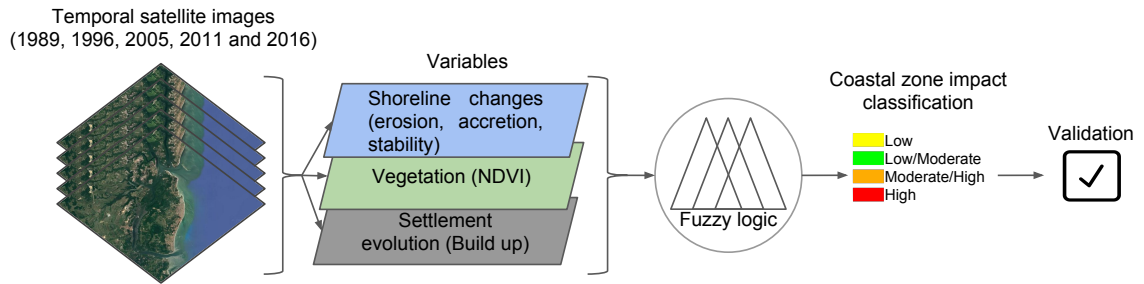 Temporal satellite images
(1989, 1996, 2005, 2011 and 2016)
Variables
Shoreline changes
(erosion, accretion,
stability)
Vegetation (NDVI)
Settlement
evolution (Build up)
Fuzzy logic
Coastal zone impact
classification
Low
Low/Moderate
Moderate/High
High
Validation